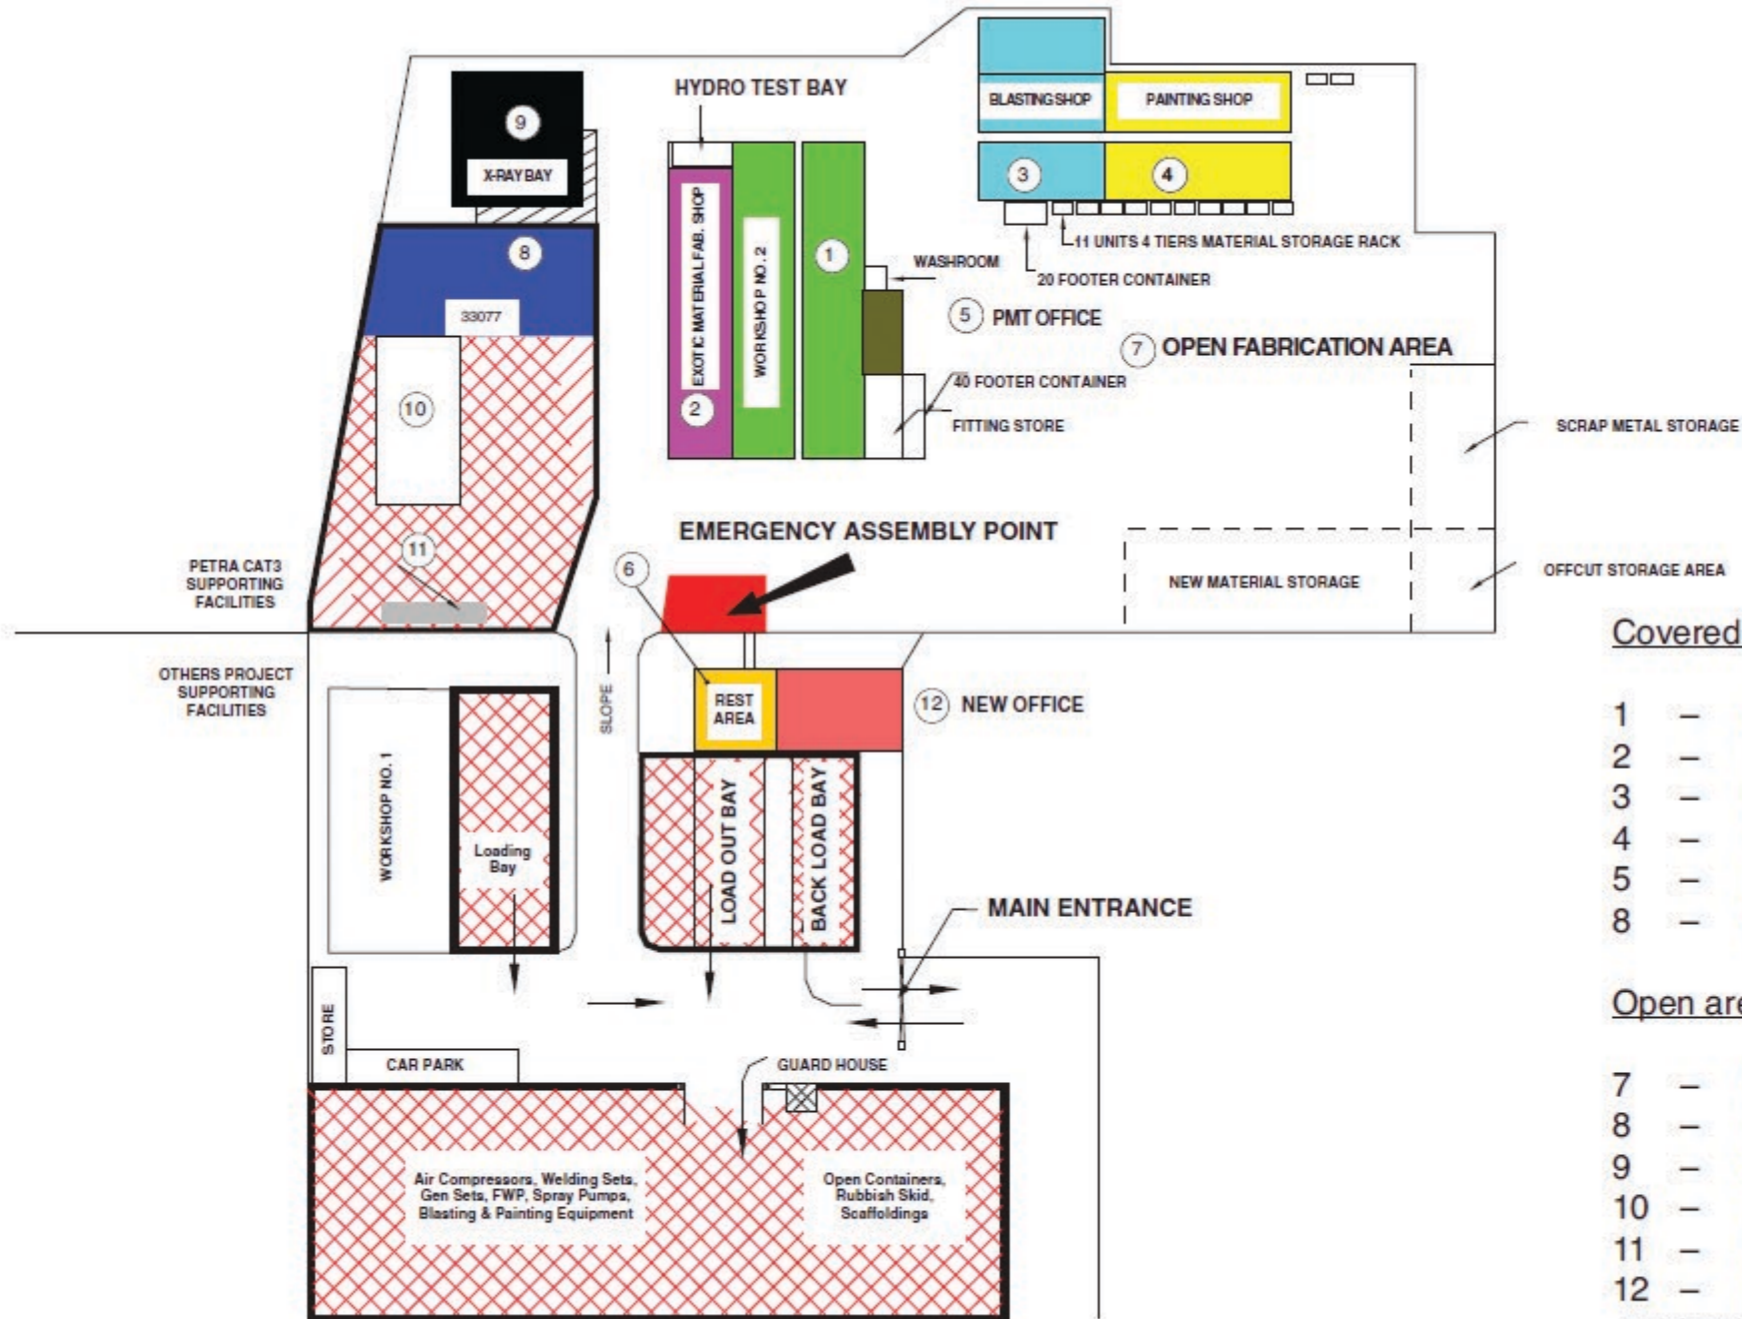 HYDRO TEST BAY
9
X-RAY BAY
BLASTING SHOP
PAINTING SHOP
3
4
11 UNITS 4 TIERS MATERIAL STORAGE RACK
20 FOOTER CONTAINER
8
33077
EXOTIC MATERIAL FAB. SHOP
2
WORKSHOP NO. 2
1
WASHROOM
5
PMT OFFICE
7
OPEN FABRICATION AREA
40 FOOTER CONTAINER
FITTING STORE
10
SCRAP METAL STORAGE
EMERGENCY ASSEMBLY POINT
11
6
PETRA CAT3
SUPPORTING
FACILITIES
NEW MATERIAL STORAGE
OFFCUT STORAGE AREA
OTHERS PROJECT
SUPPORTING
FACILITIES
SLOPE
REST
AREA
12
NEW OFFICE
WORKSHOP NO. 1
Loading
Bay
LOAD OUT BAY
BACK LOAD BAY
MAIN ENTRANCE
STORE
CAR PARK
GUARD HOUSE
Air Compressors, Welding Sets,
Gen Sets, FWP, Spray Pumps,
Blasting & Painting Equipment
Open Containers,
Rubbish Skid,
Scaffoldings
Covered
1 –
2 –
3 –
4 –
5 –
8 –
Open are
7 –
8 –
9 –
10 –
11 –
12 –